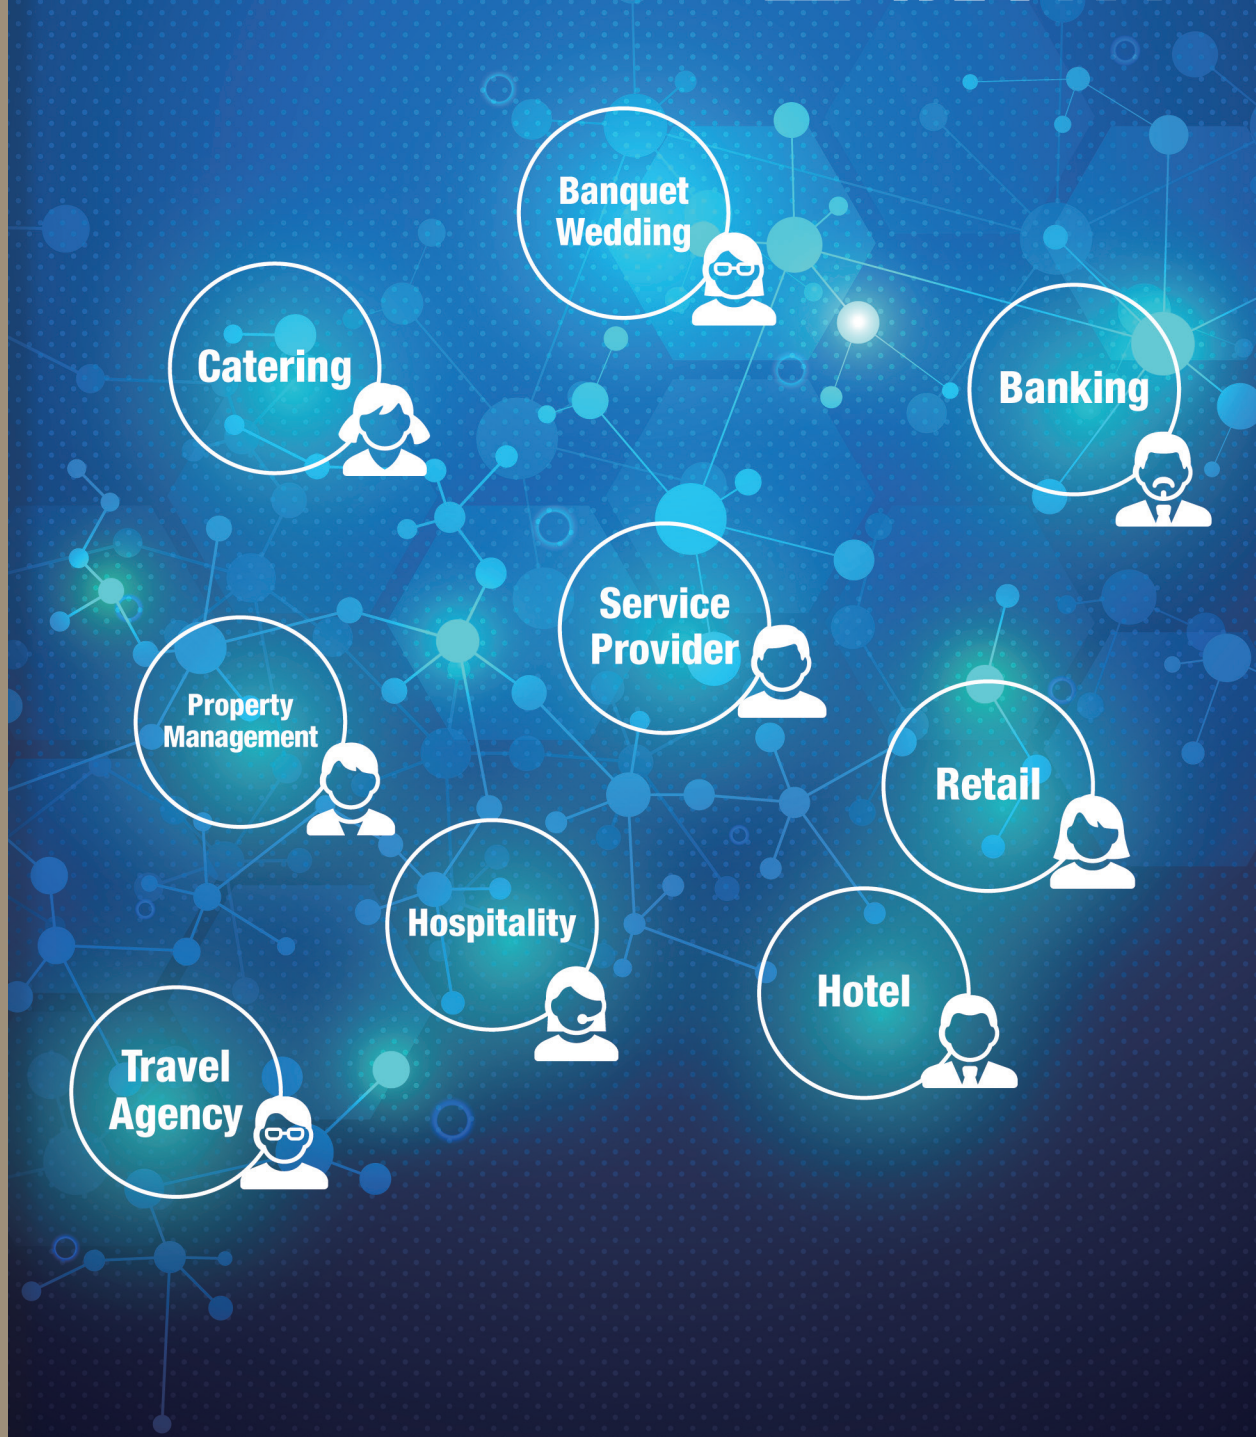 Banquet
Wedding
Catering
Banking
Service
Provider
Property
Management
Retail
Hospitality
Hotel
Travel
Agency